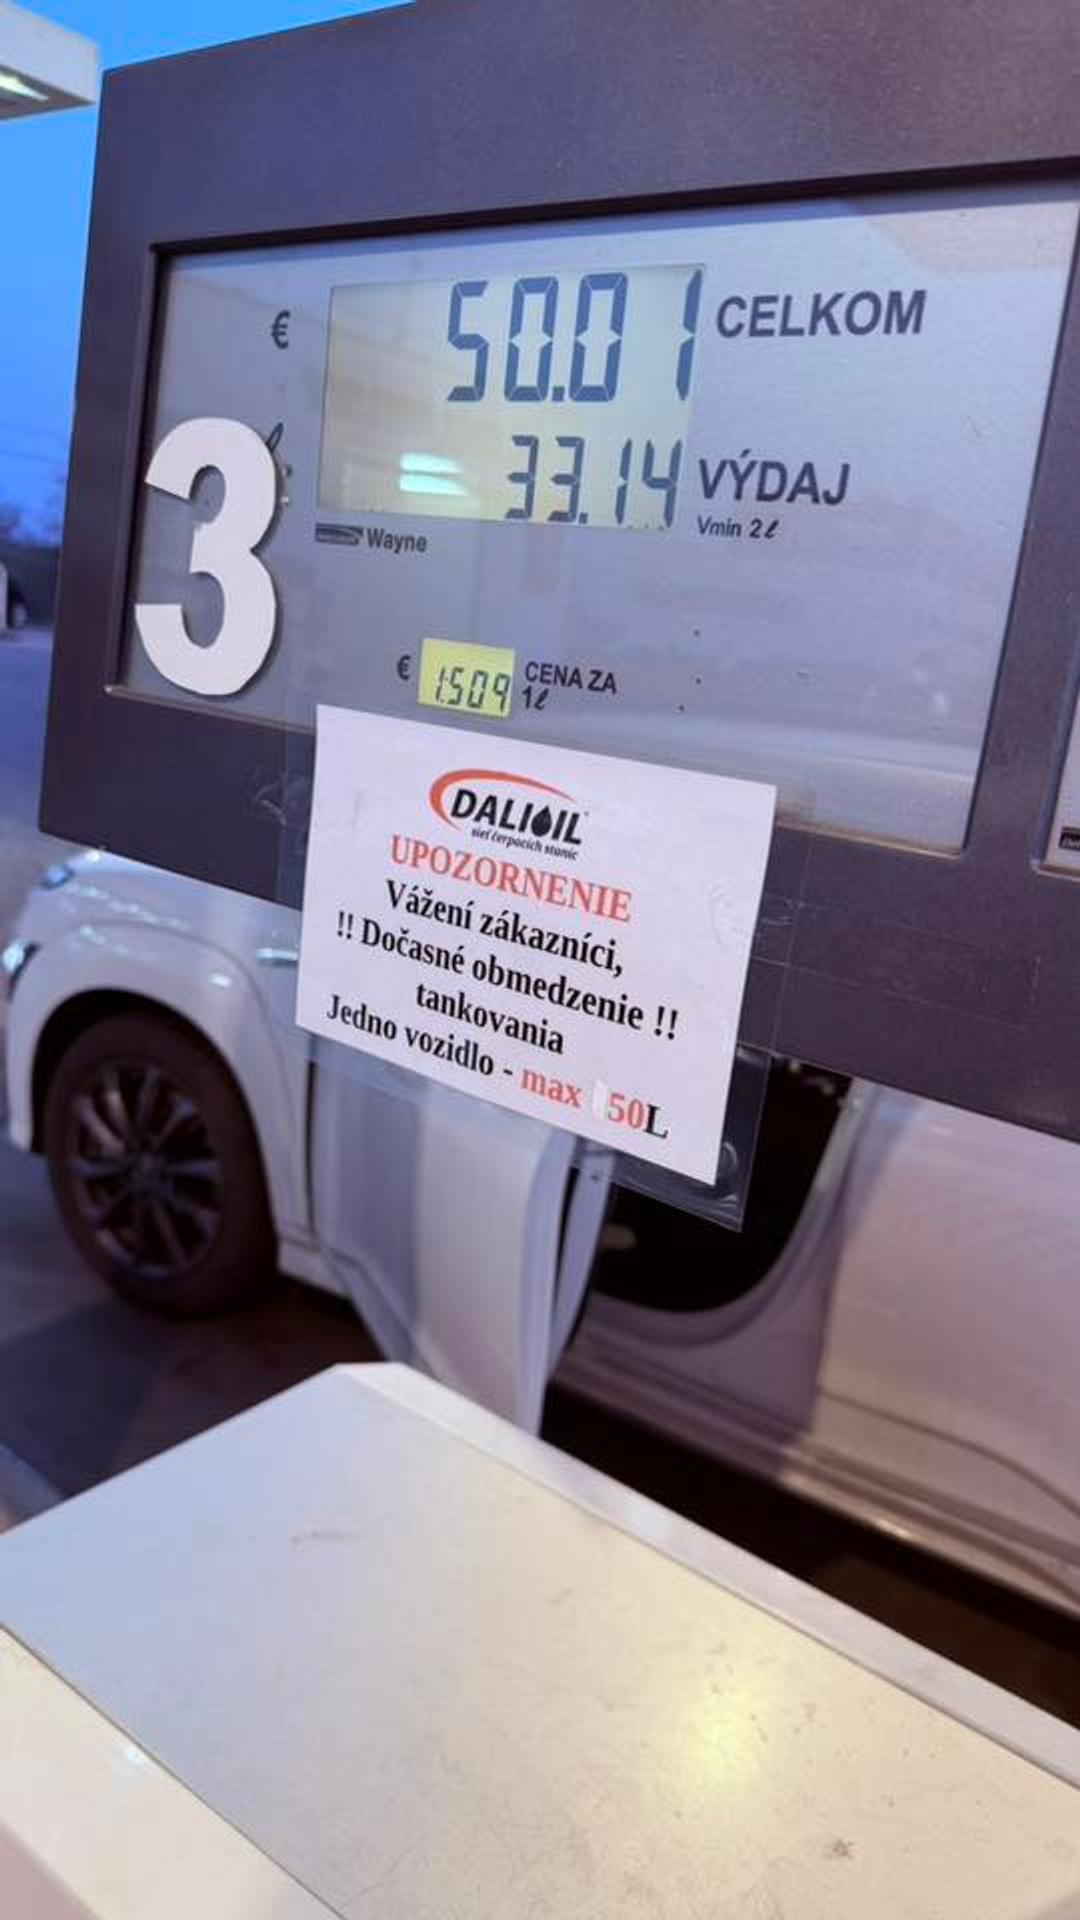 € 50.01 CELKOM
33.14 VÝDAJ
Vmin 2ℓ
3
Wayne
€ 1.509 CENA ZA
1ℓ
DALIOIL
sieť čerpacích staníc
UPOZORNENIE
Vážení zákazníci,
!! Dočasné obmedzenie !!
tankovania
Jedno vozidlo - max 50L